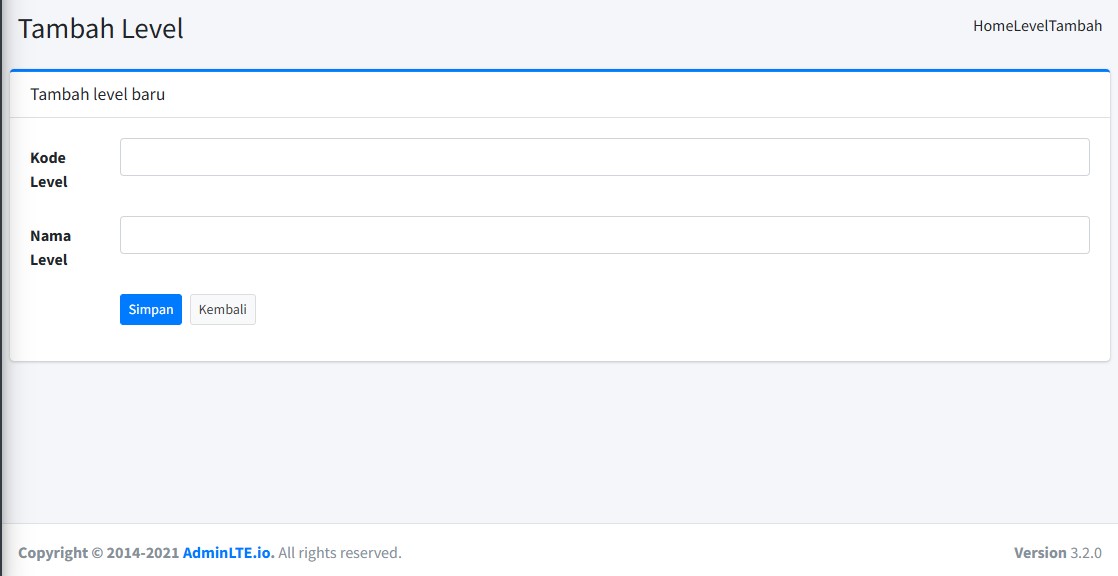 Tambah Level
HomeLevelTambah
Tambah level baru
Kode
Level
Nama
Level
Simpan
Kembali
Copyright © 2014-2021 AdminLTE.io. All rights reserved.
Version 3.2.0